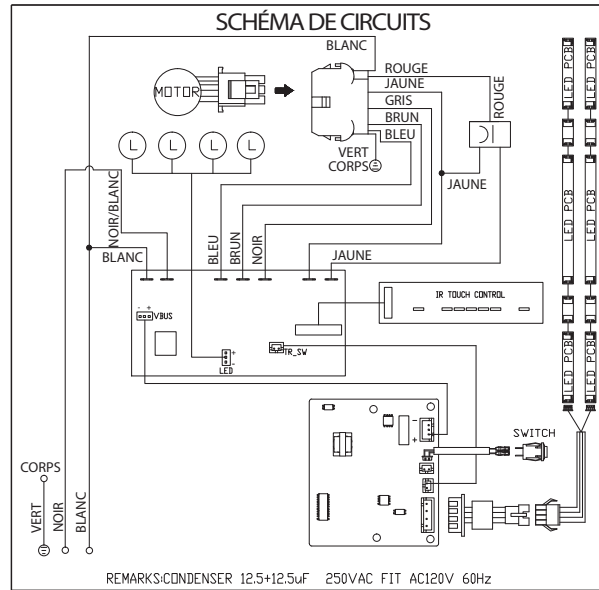 SCHÉMA DE CIRCUITS
BLANC
MOTOR
ROUGE
JAUNE
GRIS
BRUN
BLEU
VERT
CORPS
ROUGE
JAUNE
L L L L
NOIR/BLANC
BLANC
BLEU
BRUN
NOIR
JAUNE
- +
VBUS
IR TOUCH CONTROL
TR_SW
+
-
LED
LED PCB LED PCB
LED PCB LED PCB
LED PCB LED PCB
-
+
SWITCH
CORPS
VERT
NOIR
BLANC
REMARKS:CONDENSER 12.5+12.5uF 250VAC FIT AC120V 60Hz